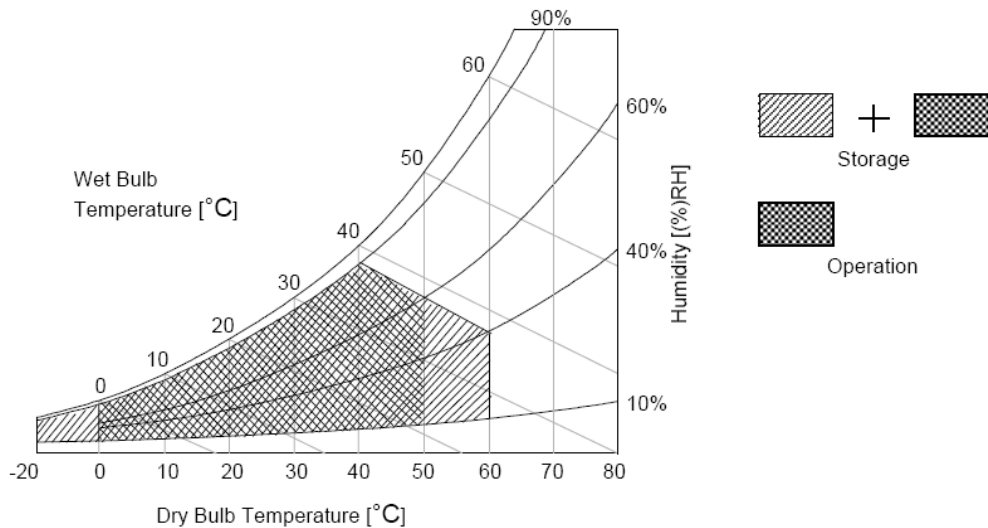 90%
60
60%
50
Wet Bulb
Temperature [°C]
Storage
40
Humidity [(%)RH]
40%
Operation
30
20
10
0
10%
-20 0 10 20 30 40 50 60 70 80
Dry Bulb Temperature [°C]